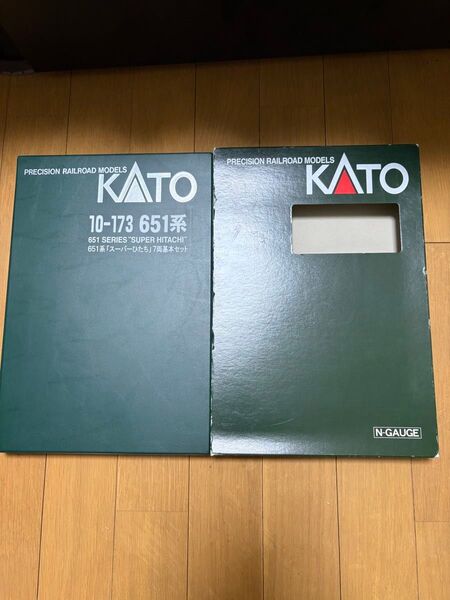 PRECISION RAILROAD MODELS
KATO
10-173 651系
651 SERIES "SUPER HITACHI"
651系「スーパーひたち」7両基本セット
PRECISION RAILROAD MODELS
KATO
N-GAUGE